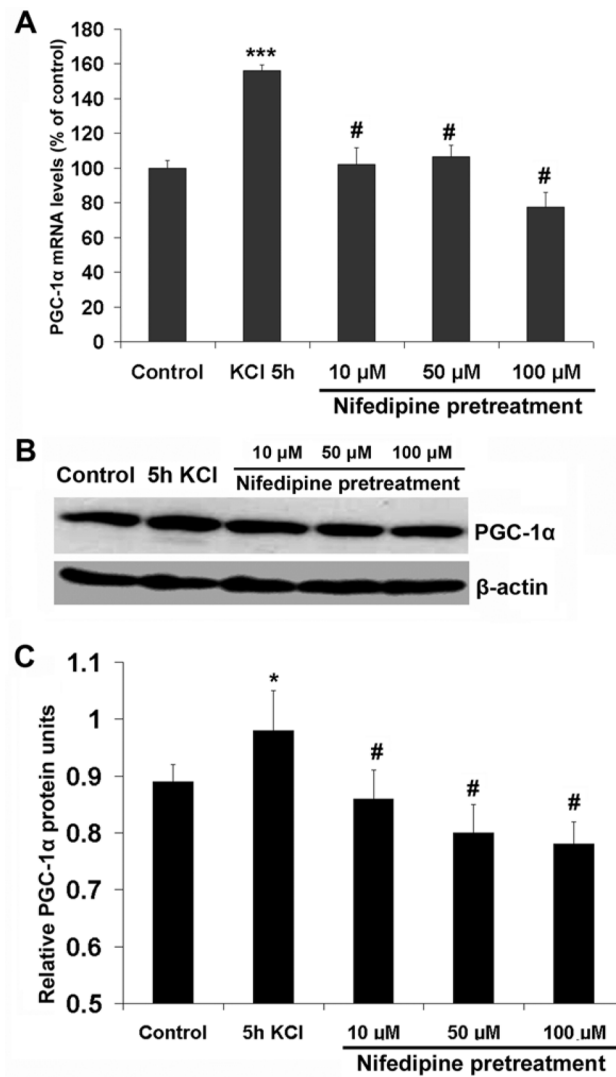 A
PGC-1α mRNA levels (% of control)
180
160
140
120
100
80
60
40
20
0
***
#
#
#
Control KCl 5h 10 µM 50 µM 100 µM
Nifedipine pretreatment
B
10 µM 50 µM 100 µM
Control 5h KCl
Nifedipine pretreatment
PGC-1α
β-actin
C
Relative PGC-1α protein units
1.1
1
0.9
0.8
0.7
0.6
0.5
*
#
#
#
Control 5h KCl 10 µM 50 µM 100 µM
Nifedipine pretreatment